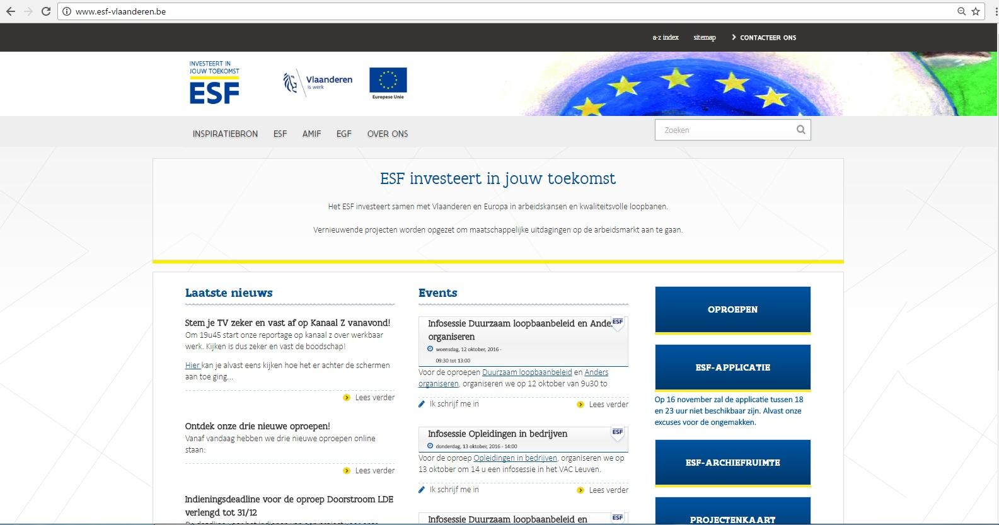 www.esf-vlaanderen.be
a-z index
sitemap
CONTACTEER ONS
INVESTEERT IN
JOUW TOEKOMST
ESF
Vlaanderen
is werk
Europese Unie
INSPIRATIEBRON
ESF
AMIF
EGF
OVER ONS
Zoeken
ESF investeert in jouw toekomst
Het ESF investeert samen met Vlaanderen en Europa in arbeidskansen en kwaliteitsvolle loopbanen.
Vernieuwende projecten worden opgezet om maatschappelijke uitdagingen op de arbeidsmarkt aan te gaan.
Laatste nieuws
Stem je TV zeker en vast af op Kanaal Z vanavond!
Om 19u45 start onze reportage op kanaal z over werkbaar
werk. Kijken is dus zeker en vast de boodschap!
Hier kan je alvast eens kijken hoe het er achter de schermen
aan toe ging...
Lees verder
Ontdek onze drie nieuwe oproepen!
Vanaf vandaag hebben we drie nieuwe oproepen online
staan:
Lees verder
Indieningsdeadline voor de oproep Doorstroom LDE
verlengd tot 31/12
Events
Infosessie Duurzaam loopbaanbeleid en Anders
organiseren
ESF
woensdag, 12 oktober, 2016 -
09:30 tot 13:00
Voor de oproepen Duurzaam loopbaanbeleid en Anders
organiseren, organiseren we op 12 oktober van 9u30 to
Ik schrijf me in
Lees verder
Infosessie Opleidingen in bedrijven
ESF
donderdag, 13 oktober, 2016 - 14:00
Voor de oproep Opleidingen in bedrijven, organiseren we op
13 oktober om 14 u een infosessie in het VAC Leuven.
Ik schrijf me in
Lees verder
Infosessie Duurzaam loopbaanbeleid en
ESF
OPROEPEN
ESF-APPLICATIE
Op 16 november zal de applicatie tussen 18
en 23 uur niet beschikbaar zijn. Alvast onze
excuses voor de ongemakken.
ESF-ARCHIEFRUIMTE
PROJECTENKAART